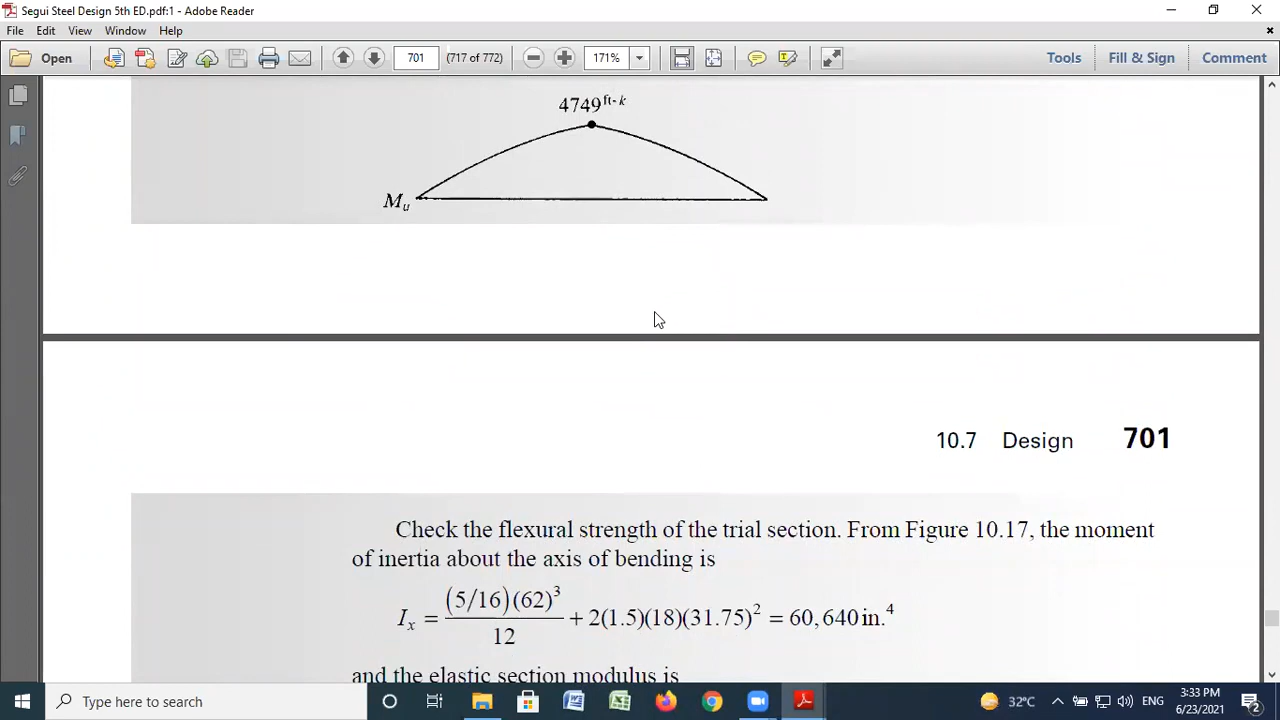 Segui Steel Design 5th ED.pdf:1 - Adobe Reader
File Edit View Window Help
Open 701 (717 of 772) 171% Tools Fill & Sign Comment
4749 ft-k
Mu
10.7 Design 701
Check the flexural strength of the trial section. From Figure 10.17, the moment
of inertia about the axis of bending is
Ix = (5/16)(62)^3/12 + 2(1.5)(18)(31.75)^2 = 60,640 in.^4
and the elastic section modulus is
Type here to search 32°C ENG 3:33 PM
6/23/2021 2